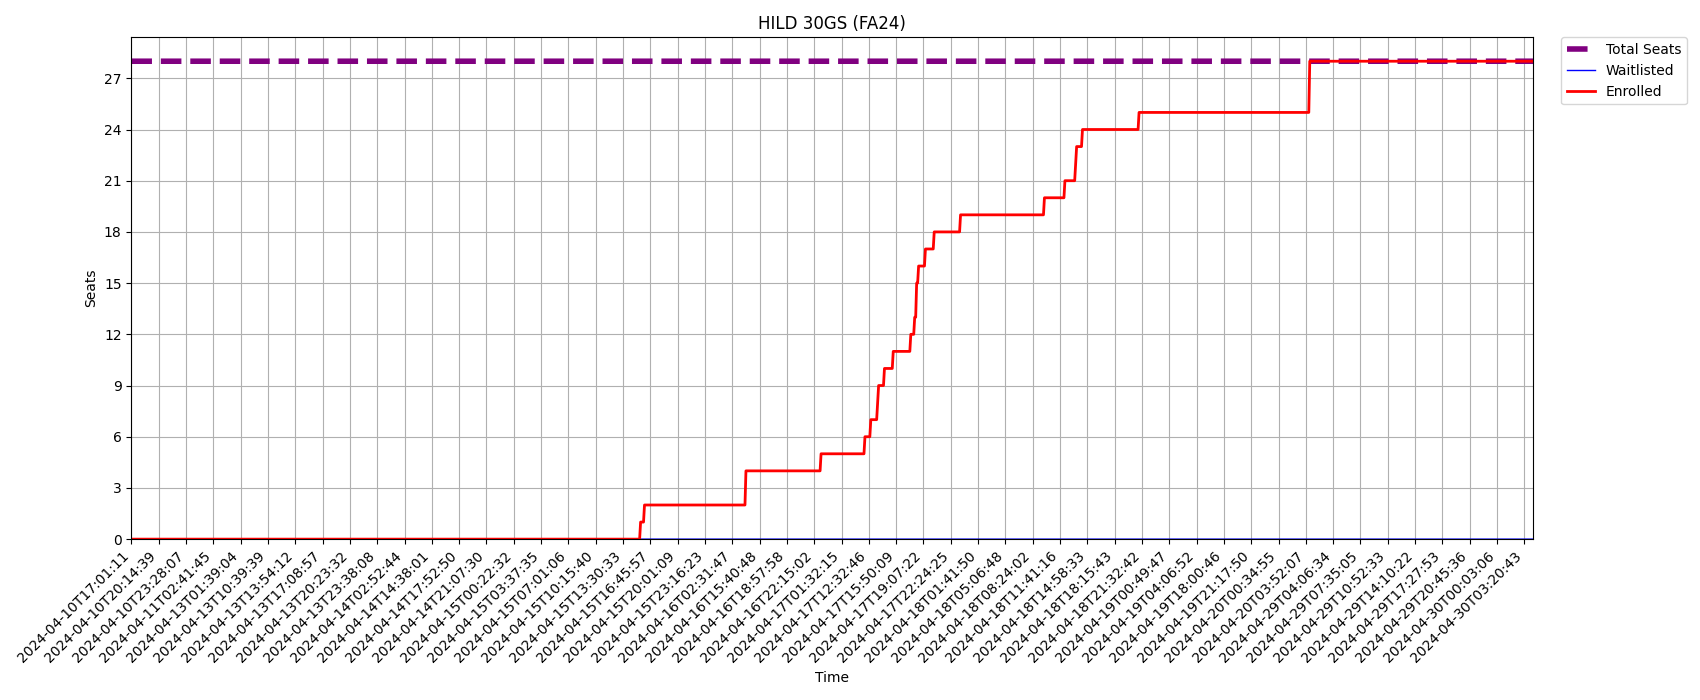 HILD 30GS (FA24)
Total Seats
Waitlisted
Enrolled
Seats
27
24
21
18
15
12
9
6
3
0
2024-04-10T17:01:11
2024-04-10T20:14:39
2024-04-10T23:28:07
2024-04-11T02:41:45
2024-04-13T01:39:04
2024-04-13T10:39:39
2024-04-13T13:54:12
2024-04-13T17:08:57
2024-04-13T20:23:32
2024-04-13T23:38:08
2024-04-14T02:52:44
2024-04-14T14:38:01
2024-04-14T17:52:50
2024-04-14T21:07:30
2024-04-15T00:22:32
2024-04-15T03:37:35
2024-04-15T07:01:06
2024-04-15T10:15:40
2024-04-15T13:30:33
2024-04-15T16:45:57
2024-04-15T20:01:09
2024-04-15T23:16:23
2024-04-16T02:31:47
2024-04-16T15:40:48
2024-04-16T18:57:58
2024-04-16T22:15:02
2024-04-17T01:32:15
2024-04-17T12:32:46
2024-04-17T15:50:09
2024-04-17T19:07:22
2024-04-17T22:24:25
2024-04-18T01:41:50
2024-04-18T05:06:48
2024-04-18T08:24:02
2024-04-18T11:41:16
2024-04-18T14:58:33
2024-04-18T18:15:43
2024-04-18T21:32:42
2024-04-19T00:49:47
2024-04-19T04:06:52
2024-04-19T18:00:46
2024-04-19T21:17:50
2024-04-20T00:34:55
2024-04-20T03:52:07
2024-04-29T04:06:34
2024-04-29T07:35:05
2024-04-29T10:52:33
2024-04-29T14:10:22
2024-04-29T17:27:53
2024-04-29T20:45:36
2024-04-30T00:03:06
2024-04-30T03:20:43
Time